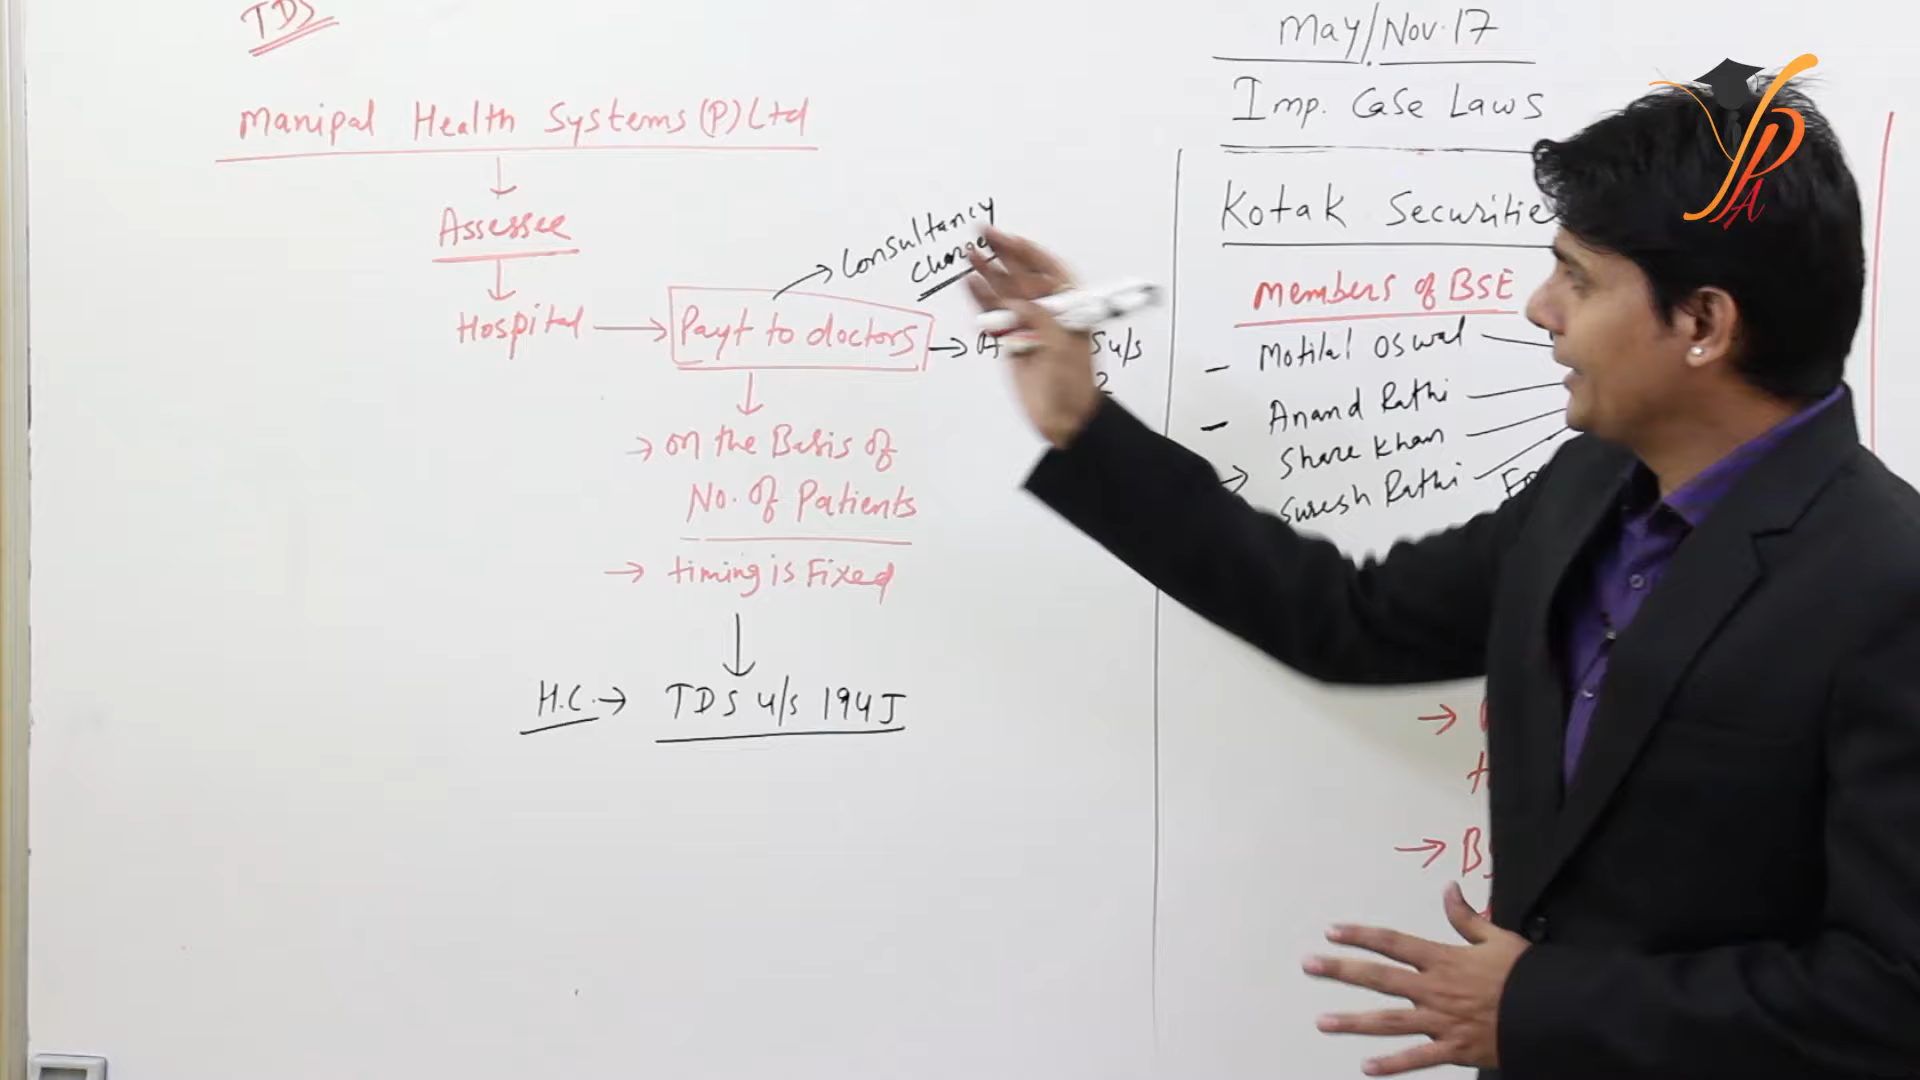 TDS
Manipal Health Systems (P) Ltd
Assessee
Hospital → Payt to doctors
→ Consultancy
Charges
→ u/s
→ on the Basis of
No. of Patients
→ timing is Fixed
H.C. → TDS u/s 194J
May/Nov.17
Imp. Case Laws
Kotak Securitie
Members of BSE
- Motilal Oswal
- Anand Rathi
Share Khan
Suresh Rathi
VPA